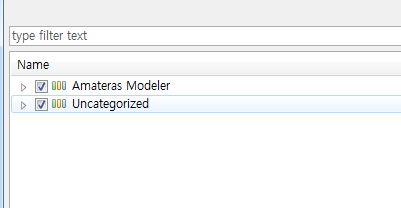 type filter text
Name
Amateras Modeler
Uncategorized